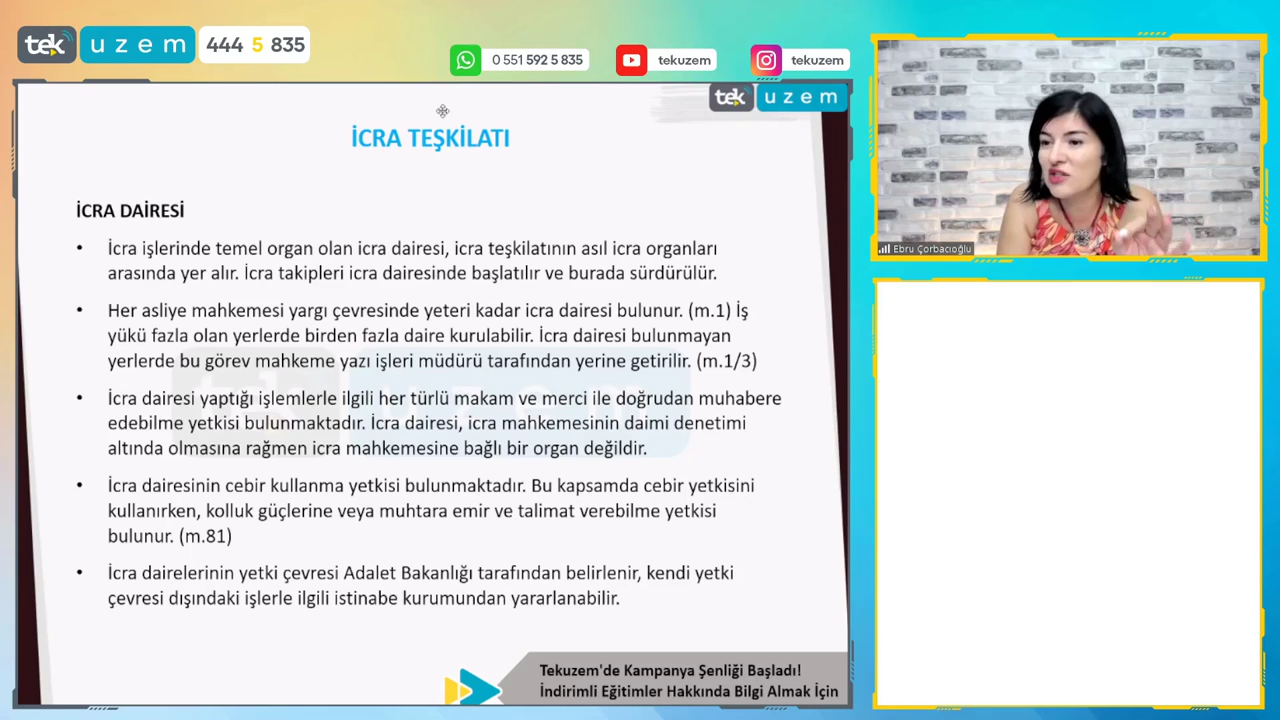 tek uzem 444 5 835
0 551 592 5 835
tekuzem
tekuzem
tek uzem
İCRA TEŞKİLATI
İCRA DAİRESİ
• İcra işlerinde temel organ olan icra dairesi, icra teşkilatının asıl icra organları
arasında yer alır. İcra takipleri icra dairesinde başlatılır ve burada sürdürülür.
• Her asliye mahkemesi yargı çevresinde yeteri kadar icra dairesi bulunur. (m.1) İş
yükü fazla olan yerlerde birden fazla daire kurulabilir. İcra dairesi bulunmayan
yerlerde bu görev mahkeme yazı işleri müdürü tarafından yerine getirilir. (m.1/3)
• İcra dairesi yaptığı işlemlerle ilgili her türlü makam ve merci ile doğrudan muhabere
edebilme yetkisi bulunmaktadır. İcra dairesi, icra mahkemesinin daimi denetimi
altında olmasına rağmen icra mahkemesine bağlı bir organ değildir.
• İcra dairesinin cebir kullanma yetkisi bulunmaktadır. Bu kapsamda cebir yetkisini
kullanırken, kolluk güçlerine veya muhtara emir ve talimat verebilme yetkisi
bulunur. (m.81)
• İcra dairelerinin yetki çevresi Adalet Bakanlığı tarafından belirlenir, kendi yetki
çevresi dışındaki işlerle ilgili istinabe kurumundan yararlanabilir.
tek uzem
Ebru Çorbacıoğlu
Tekuzem'de Kampanya Şenliği Başladı!
İndirimli Eğitimler Hakkında Bilgi Almak İçin